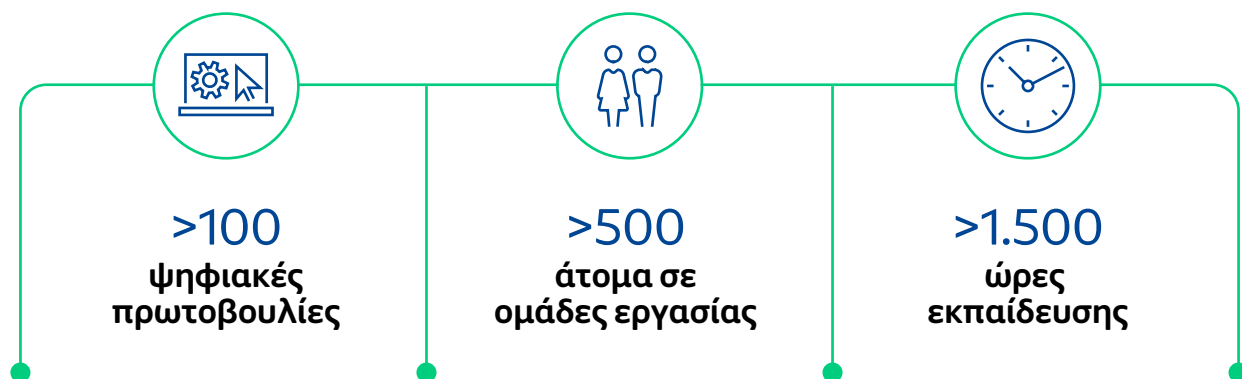 >100
ψηφιακές
πρωτοβουλίες
>500
άτομα σε
ομάδες εργασίας
>1.500
ώρες
εκπαίδευσης